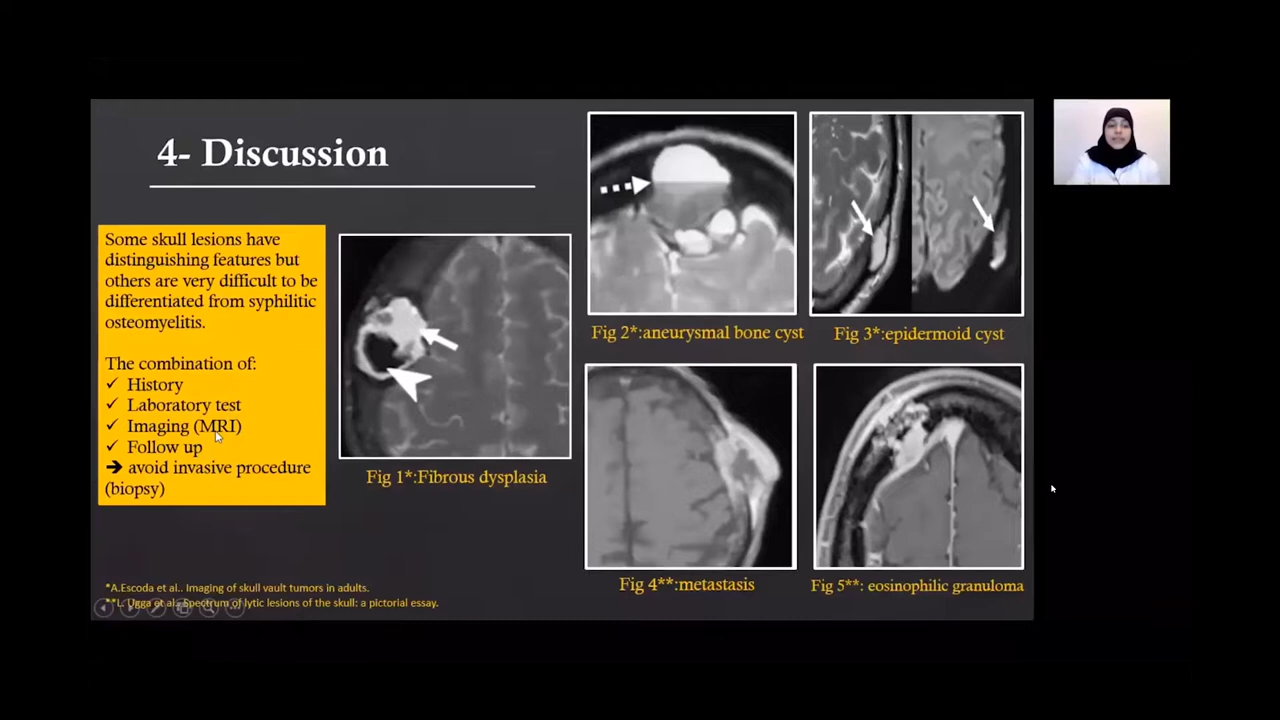 4- Discussion
Some skull lesions have
distinguishing features but
others are very difficult to be
differentiated from syphilitic
osteomyelitis.
The combination of:
✓ History
✓ Laboratory test
✓ Imaging (MRI)
✓ Follow up
➔ avoid invasive procedure
(biopsy)
Fig 1*:Fibrous dysplasia
Fig 2*:aneurysmal bone cyst
Fig 3*:epidermoid cyst
Fig 4**:metastasis
Fig 5**: eosinophilic granuloma
*A.Escoda et al.. Imaging of skull vault tumors in adults.
**L. Ugga et al.. Spectrum of lytic lesions of the skull: a pictorial essay.